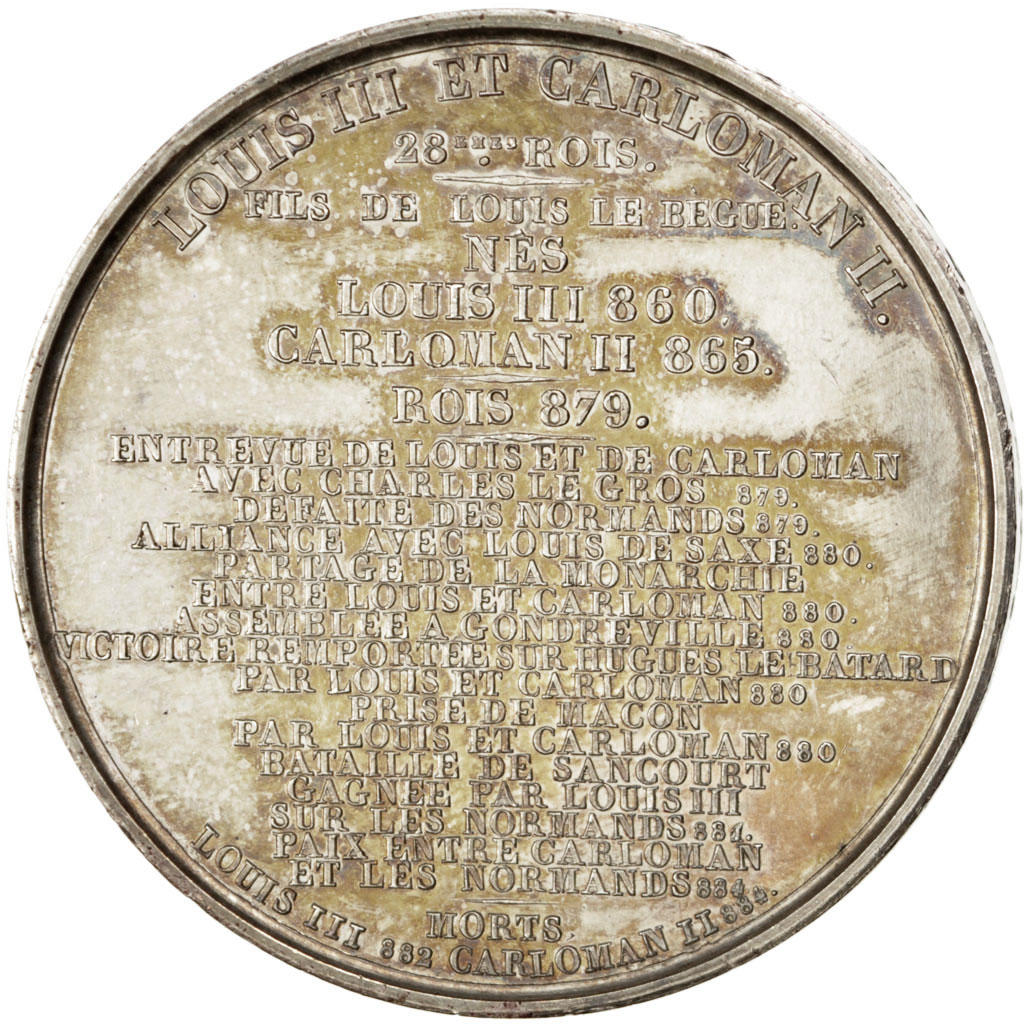 LOUIS III ET CARLOMAN II.
28EMES. ROIS.
FILS DE LOUIS LE BEGUE.
NÈS
LOUIS III 860,
CARLOMAN II 865.
ROIS 879.
ENTREVUE DE LOUIS ET DE CARLOMAN
AVEC CHARLES LE GROS 879.
DEFAITE DES NORMANDS 879.
ALLIANCE AVEC LOUIS DE SAXE 880.
PARTAGE DE LA MONARCHIE
ENTRE LOUIS ET CARLOMAN 880.
ASSEMBLÉE A GONDREVILLE 880.
VICTOIRE REMPORTÉE SUR HUGUES LE BATARD
PAR LOUIS ET CARLOMAN 880
PRISE DE MACON
PAR LOUIS ET CARLOMAN 880
BATAILLE DE SANCOURT
GAGNÉE PAR LOUIS III
SUR LES NORMANDS 881.
PAIX ENTRE CARLOMAN
ET LES NORMANDS 884.
MORTS.
LOUIS III 882 CARLOMAN II 884.